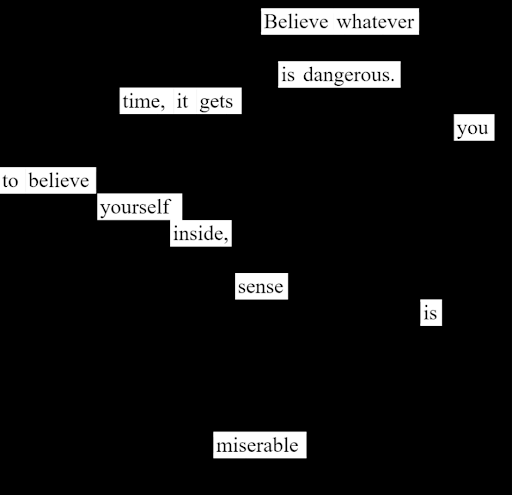 Believe whatever
is dangerous.
time, it gets
you
to believe
yourself
inside,
sense
is
miserable